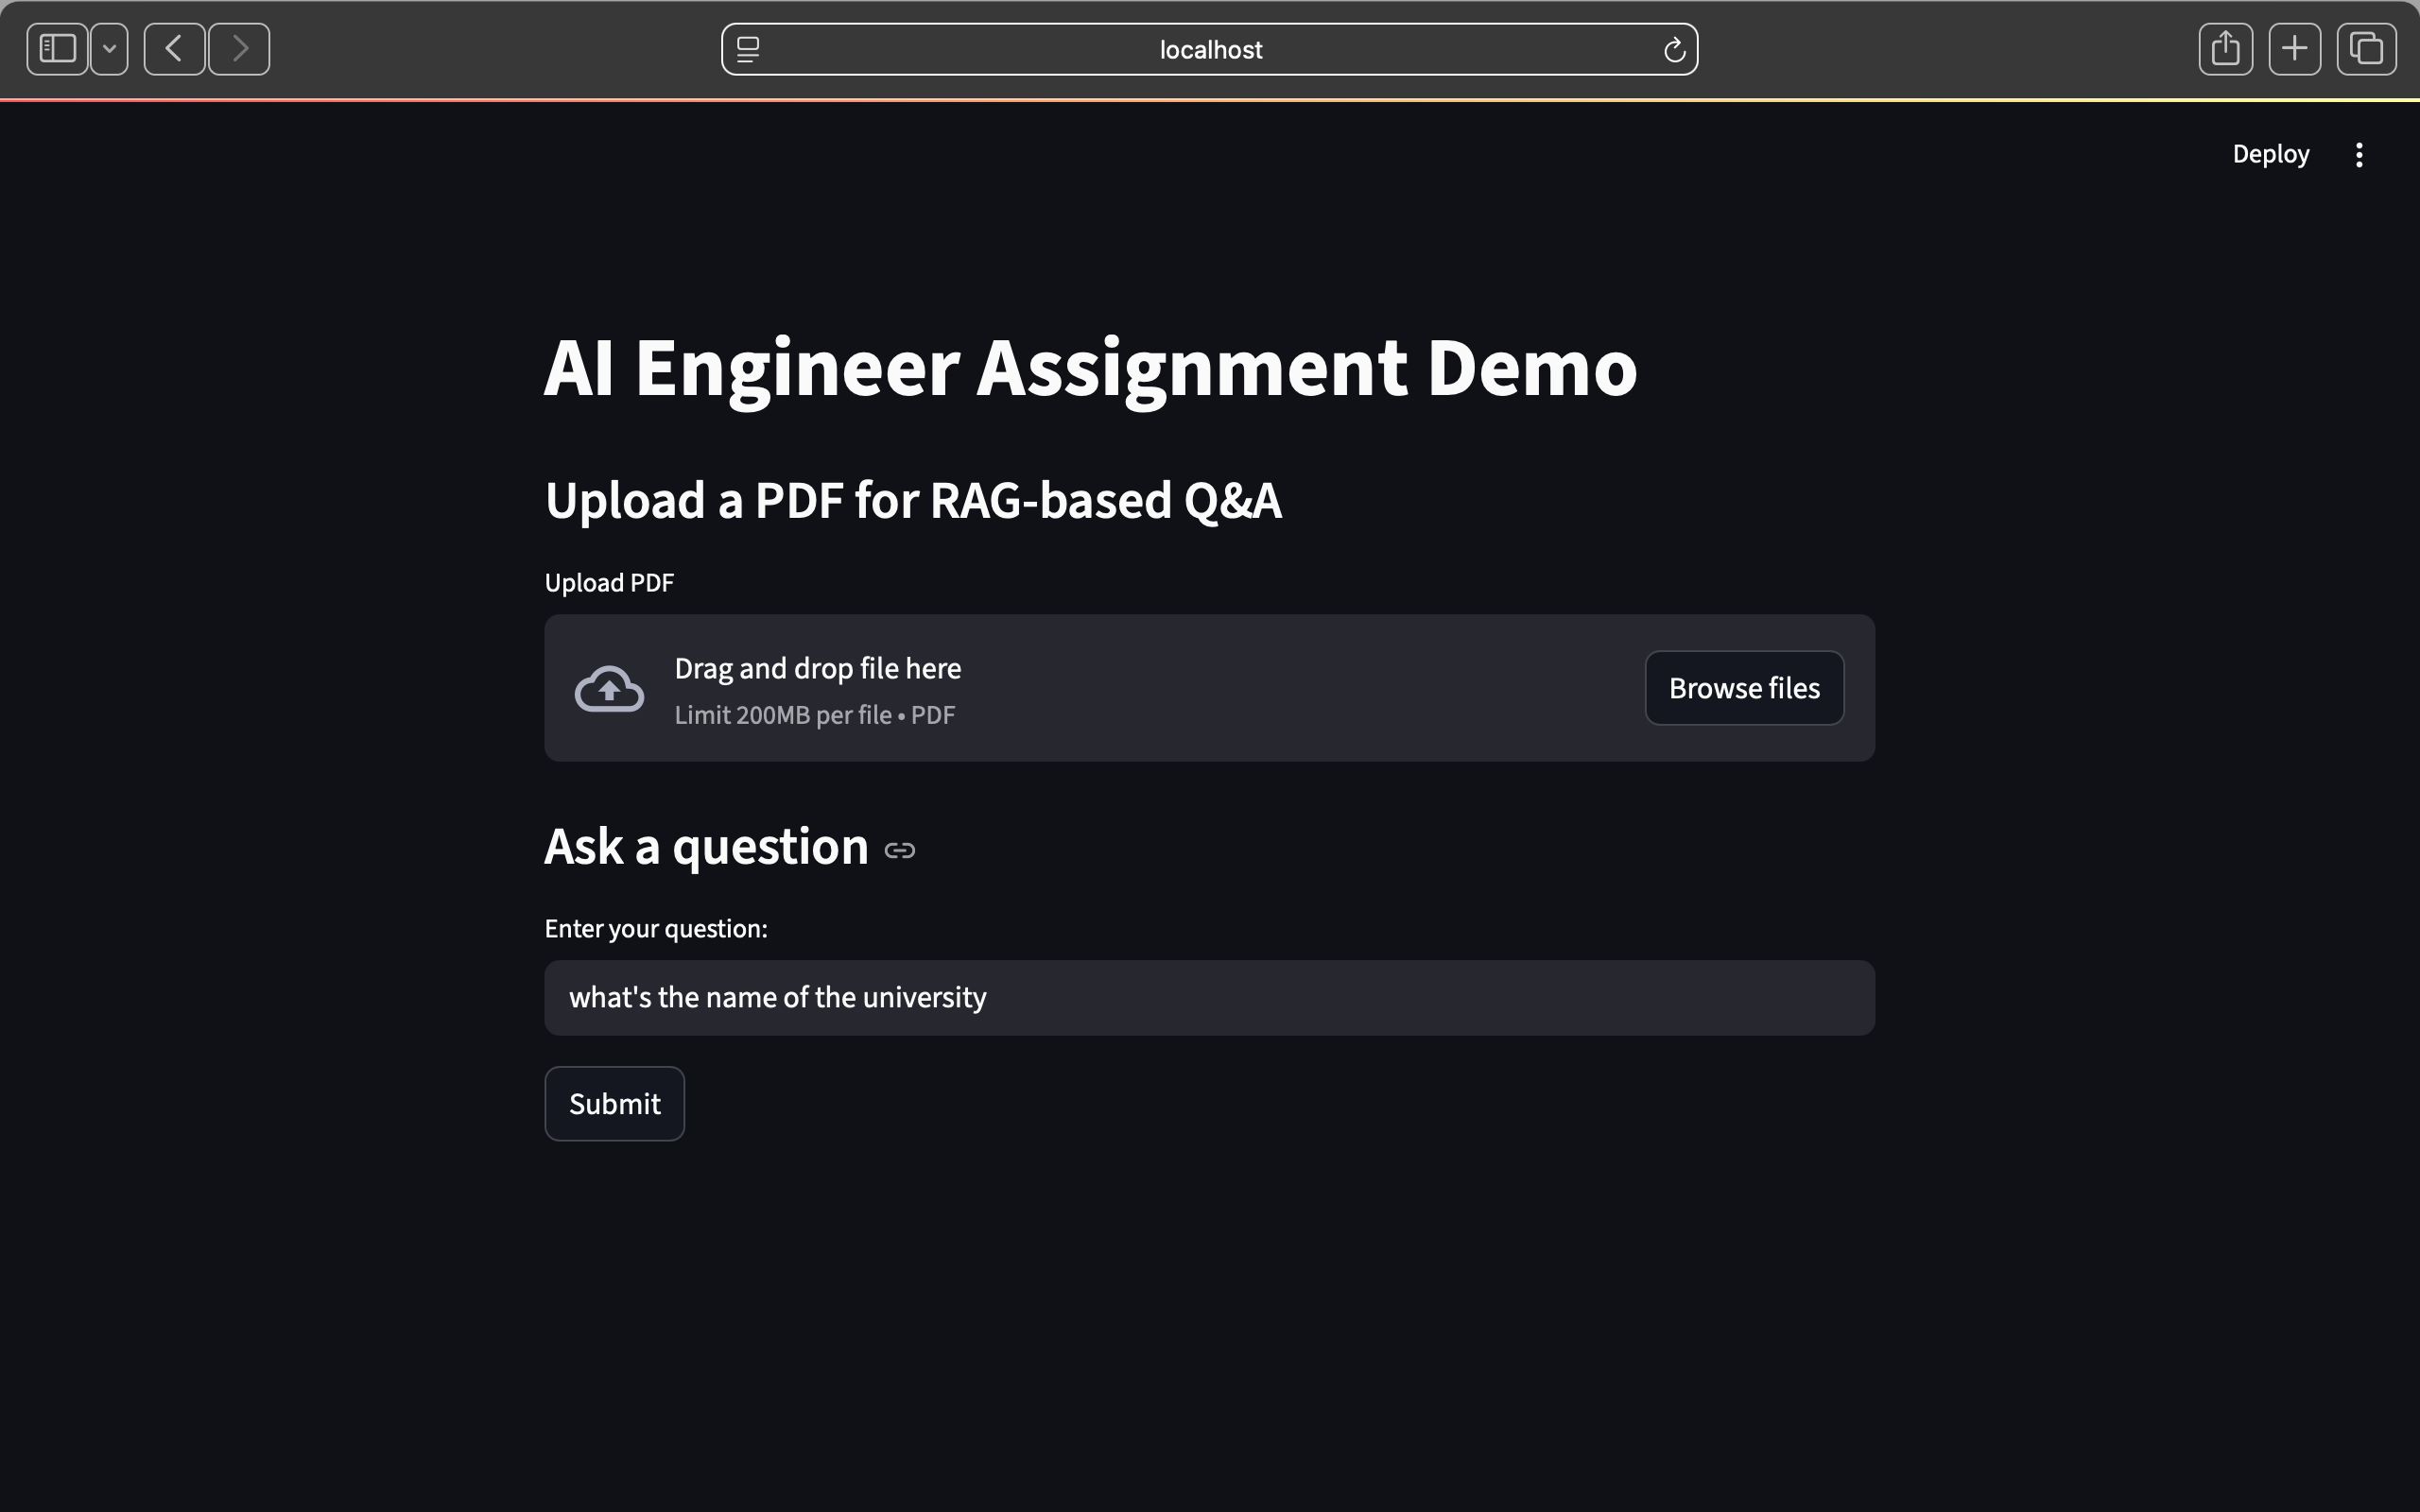 localhost
Deploy
AI Engineer Assignment Demo
Upload a PDF for RAG-based Q&A
Upload PDF
Drag and drop file here
Limit 200MB per file • PDF
Browse files
Ask a question
Enter your question:
what's the name of the university
Submit